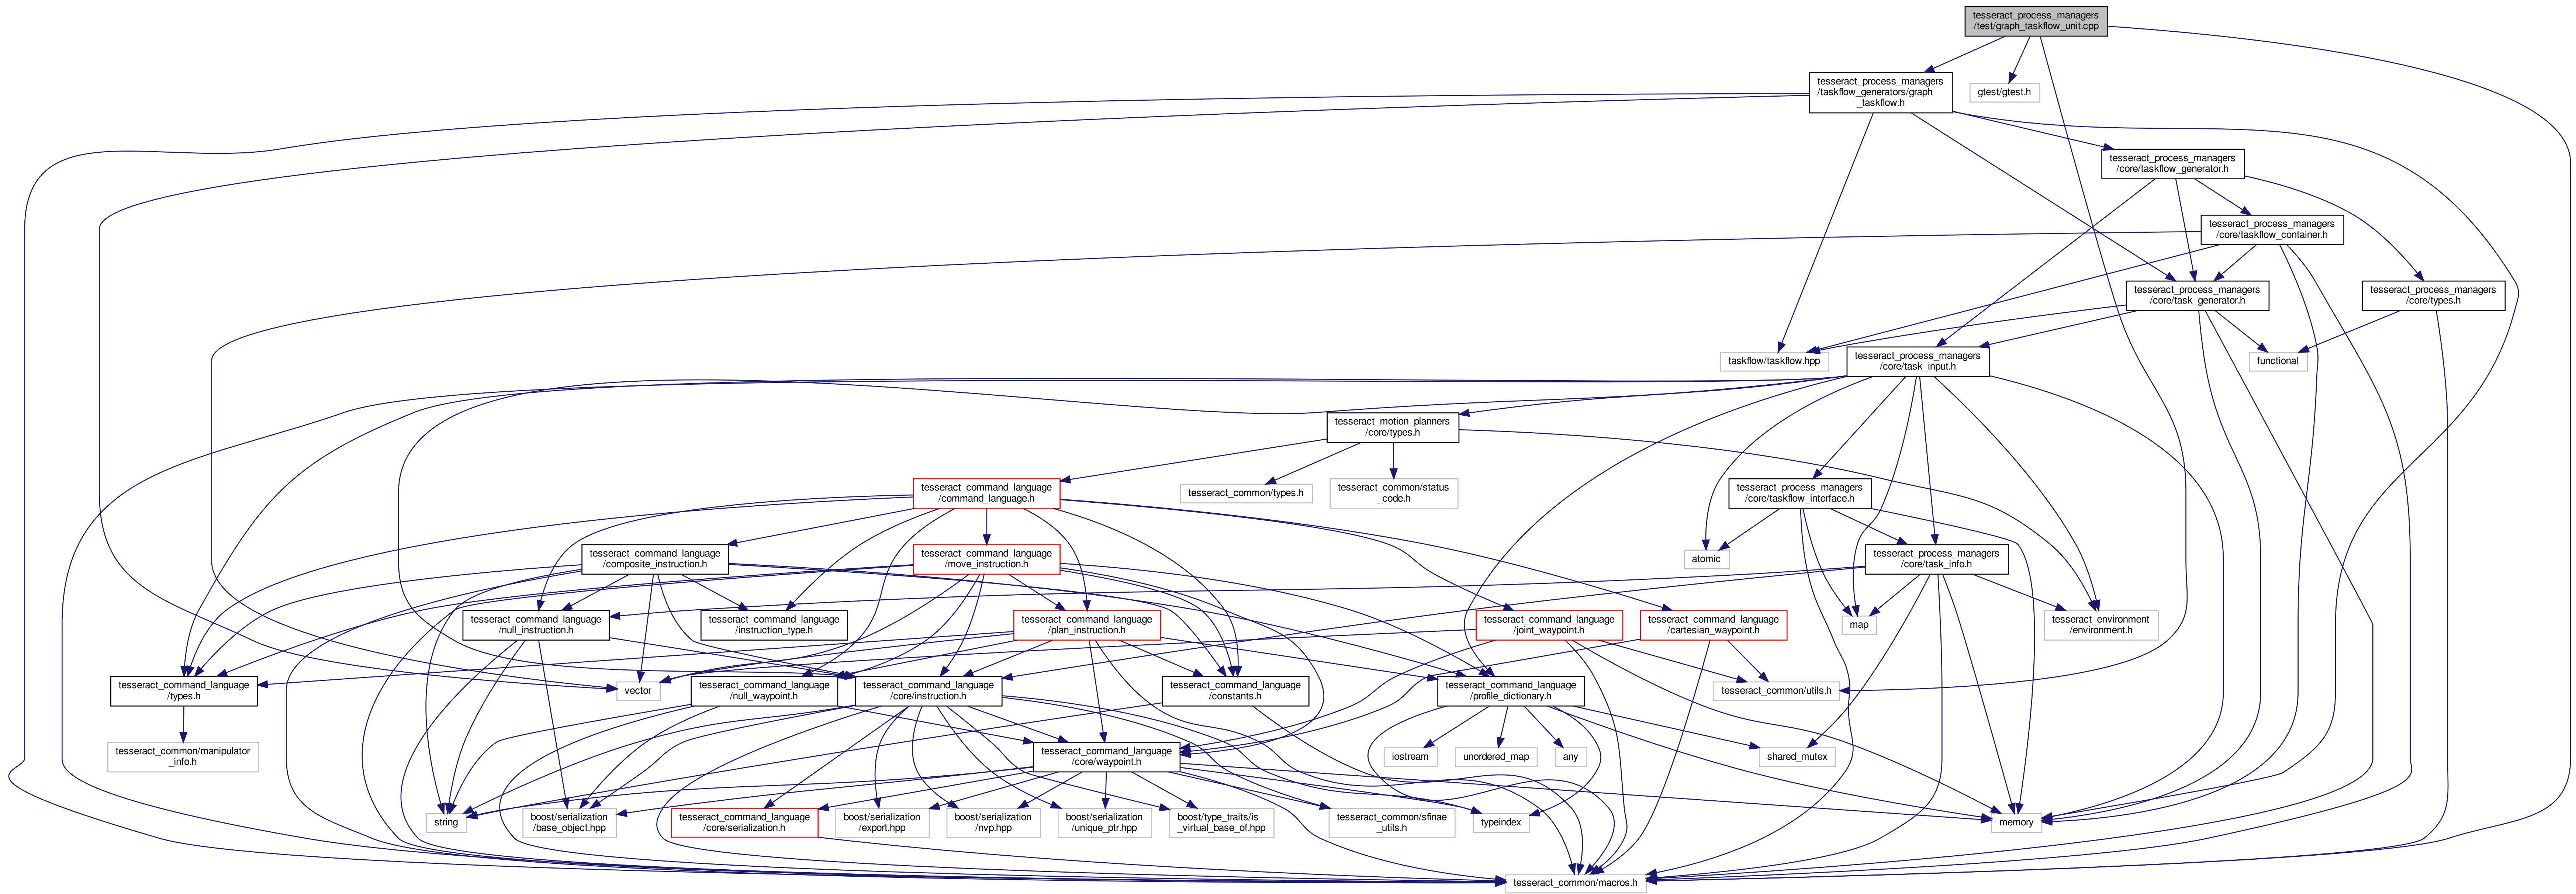 tesseract_process_managers
/test/graph_taskflow_unit.cpp
tesseract_process_managers
/taskflow_generators/graph
_taskflow.h
gtest/gtest.h
tesseract_process_managers
/core/taskflow_generator.h
tesseract_process_managers
/core/taskflow_container.h
tesseract_process_managers
/core/task_generator.h
tesseract_process_managers
/core/types.h
taskflow/taskflow.hpp
tesseract_process_managers
/core/task_input.h
functional
tesseract_motion_planners
/core/types.h
tesseract_command_language
/command_language.h
tesseract_common/types.h
tesseract_common/status
_code.h
tesseract_process_managers
/core/taskflow_interface.h
tesseract_command_language
/composite_instruction.h
tesseract_command_language
/move_instruction.h
atomic
tesseract_process_managers
/core/task_info.h
tesseract_command_language
/null_instruction.h
tesseract_command_language
/instruction_type.h
tesseract_command_language
/plan_instruction.h
tesseract_command_language
/joint_waypoint.h
tesseract_command_language
/cartesian_waypoint.h
map
tesseract_environment
/environment.h
tesseract_command_language
/types.h
vector
tesseract_command_language
/null_waypoint.h
tesseract_command_language
/core/instruction.h
tesseract_command_language
/constants.h
tesseract_command_language
/profile_dictionary.h
tesseract_common/utils.h
tesseract_common/manipulator
_info.h
tesseract_command_language
/core/waypoint.h
iostream
unordered_map
any
shared_mutex
string
boost/serialization
/base_object.hpp
tesseract_command_language
/core/serialization.h
boost/serialization
/export.hpp
boost/serialization
/nvp.hpp
boost/serialization
/unique_ptr.hpp
boost/type_traits/is
_virtual_base_of.hpp
tesseract_common/sfinae
_utils.h
typeindex
memory
tesseract_common/macros.h